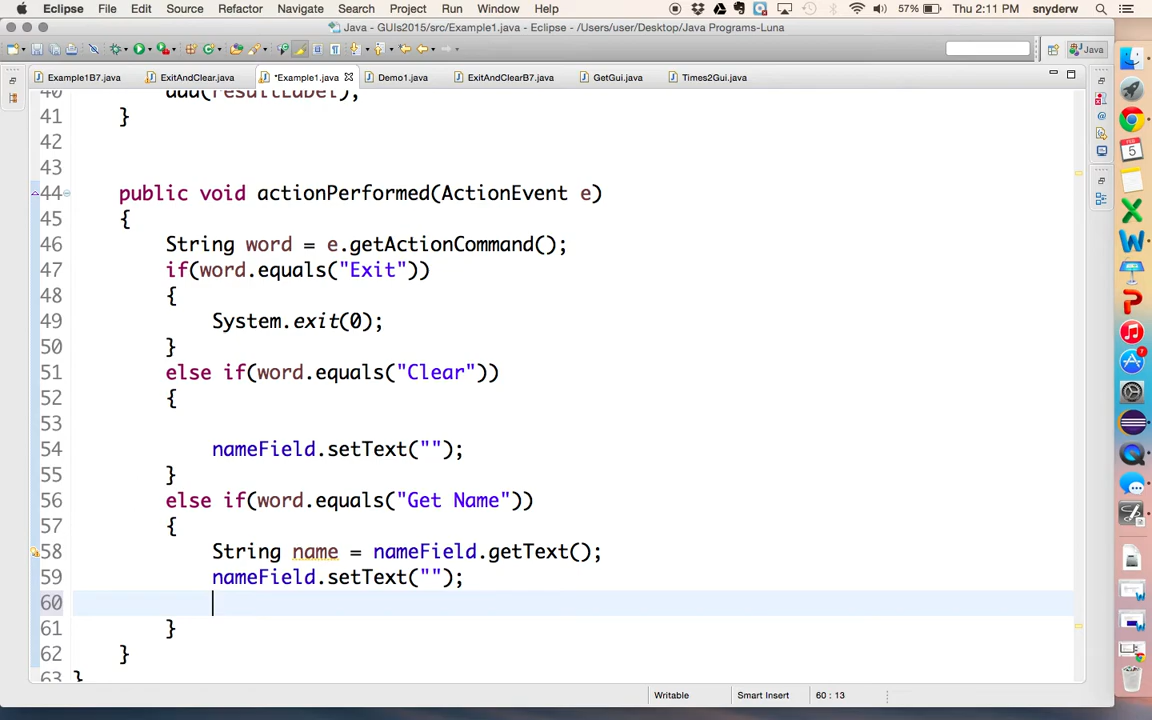 Eclipse File Edit Source Refactor Navigate Search Project Run Window Help 57% Thu 2:11 PM snyderw
Java - GUIs2015/src/Example1.java - Eclipse - /Users/user/Desktop/Java Programs-Luna
Java
Example1B7.java ExitAndClear.java *Example1.java Demo1.java ExitAndClearB7.java GetGui.java Times2Gui.java
40 add(resultLabel);
41 }
42
43
44 public void actionPerformed(ActionEvent e)
45 {
46 String word = e.getActionCommand();
47 if(word.equals("Exit"))
48 {
49 System.exit(0);
50 }
51 else if(word.equals("Clear"))
52 {
53
54 nameField.setText("");
55 }
56 else if(word.equals("Get Name"))
57 {
58 String name = nameField.getText();
59 nameField.setText("");
60
61 }
62 }
63 }
Writable Smart Insert 60 : 13